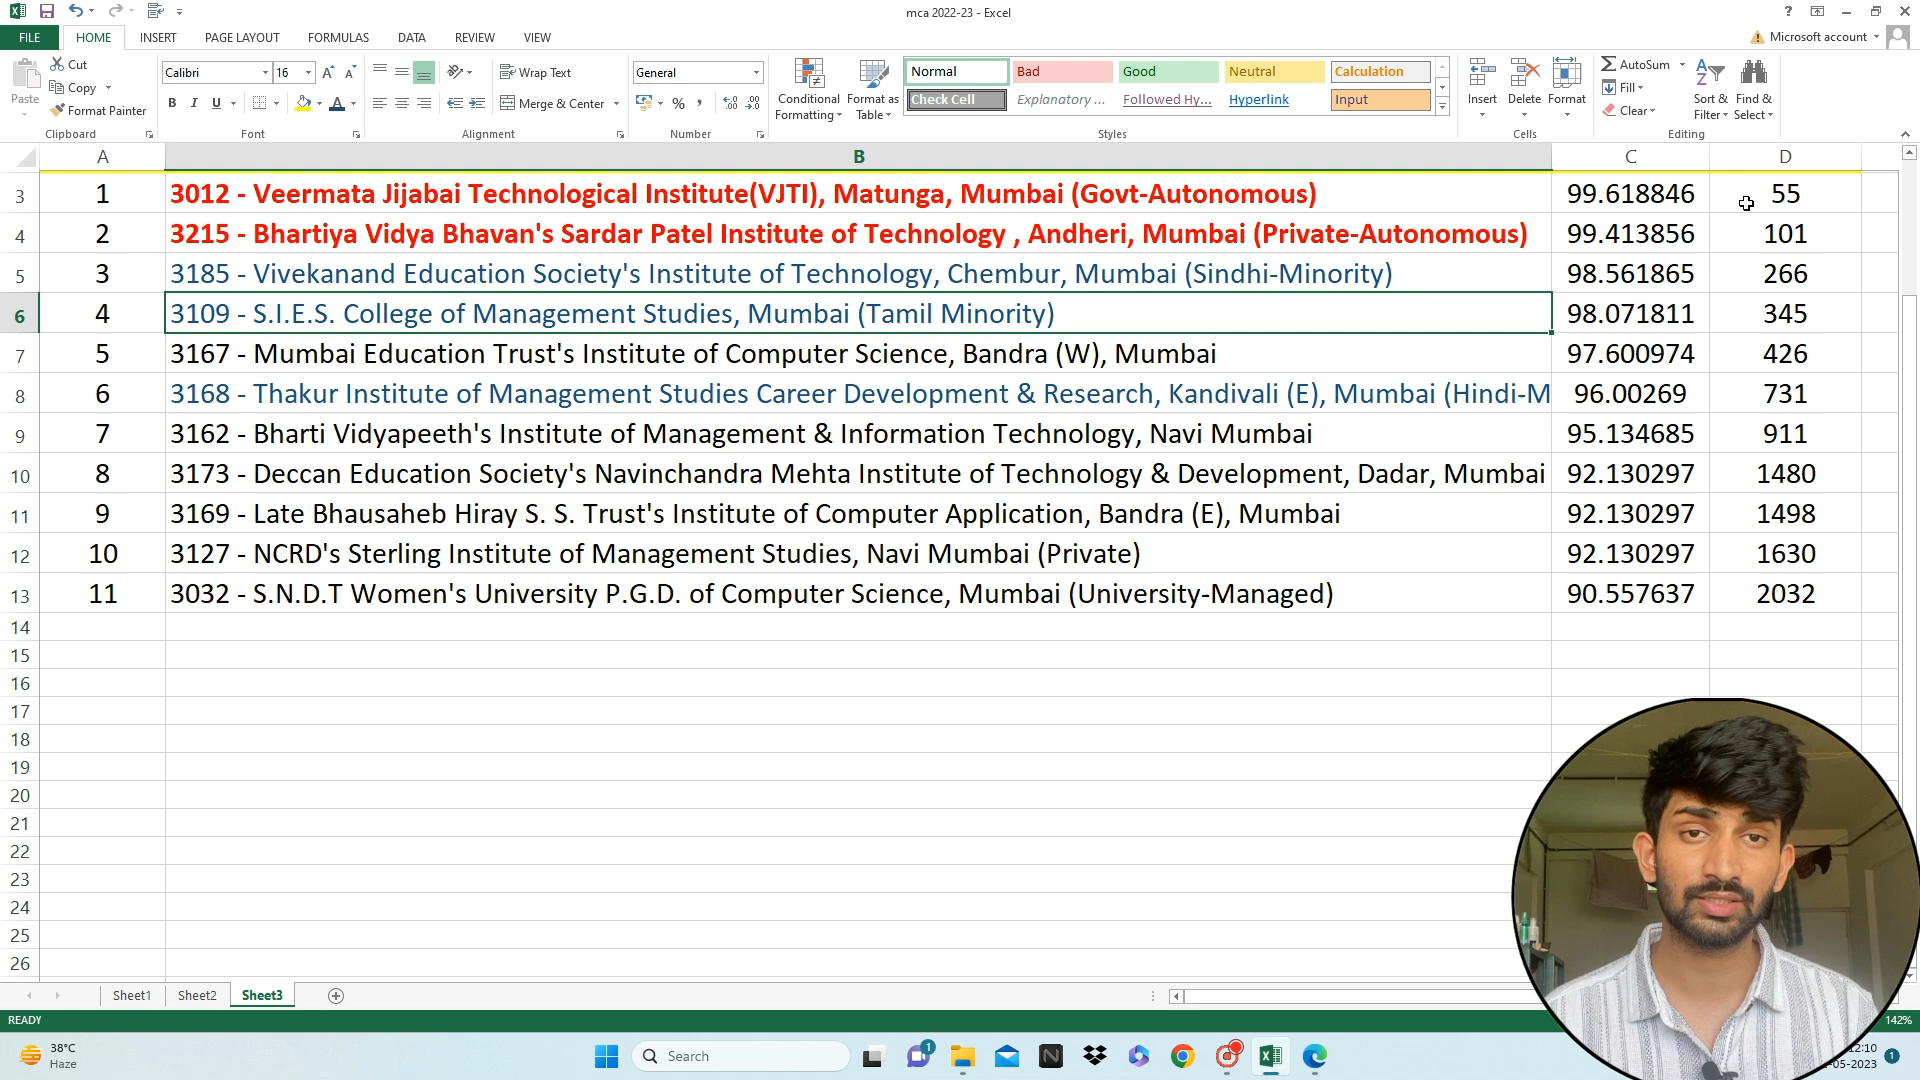 mca 2022-23 - Excel
?
FILE
HOME
INSERT
PAGE LAYOUT
FORMULAS
DATA
REVIEW
VIEW
Microsoft account
Paste
Cut
Copy
Format Painter
Clipboard
Calibri
16
B I U
Font
Wrap Text
Merge & Center
Alignment
General
%
Number
Conditional Formatting
Format as Table
Normal
Bad
Good
Neutral
Calculation
Check Cell
Explanatory ...
Followed Hy...
Hyperlink
Input
Styles
Insert
Delete
Format
Cells
AutoSum
Fill
Clear
Sort & Filter
Find & Select
Editing
A B C D
3 1 3012 - Veermata Jijabai Technological Institute(VJTI), Matunga, Mumbai (Govt-Autonomous) 99.618846 55
4 2 3215 - Bhartiya Vidya Bhavan's Sardar Patel Institute of Technology , Andheri, Mumbai (Private-Autonomous) 99.413856 101
5 3 3185 - Vivekanand Education Society's Institute of Technology, Chembur, Mumbai (Sindhi-Minority) 98.561865 266
6 4 3109 - S.I.E.S. College of Management Studies, Mumbai (Tamil Minority) 98.071811 345
7 5 3167 - Mumbai Education Trust's Institute of Computer Science, Bandra (W), Mumbai 97.600974 426
8 6 3168 - Thakur Institute of Management Studies Career Development & Research, Kandivali (E), Mumbai (Hindi-M 96.00269 731
9 7 3162 - Bharti Vidyapeeth's Institute of Management & Information Technology, Navi Mumbai 95.134685 911
10 8 3173 - Deccan Education Society's Navinchandra Mehta Institute of Technology & Development, Dadar, Mumbai 92.130297 1480
11 9 3169 - Late Bhausaheb Hiray S. S. Trust's Institute of Computer Application, Bandra (E), Mumbai 92.130297 1498
12 10 3127 - NCRD's Sterling Institute of Management Studies, Navi Mumbai (Private) 92.130297 1630
13 11 3032 - S.N.D.T Women's University P.G.D. of Computer Science, Mumbai (University-Managed) 90.557637 2032
14
15
16
17
18
19
20
21
22
23
24
25
26
Sheet1
Sheet2
Sheet3
READY
142%
38°C
Haze
Search
1
12:10
-05-2023
1